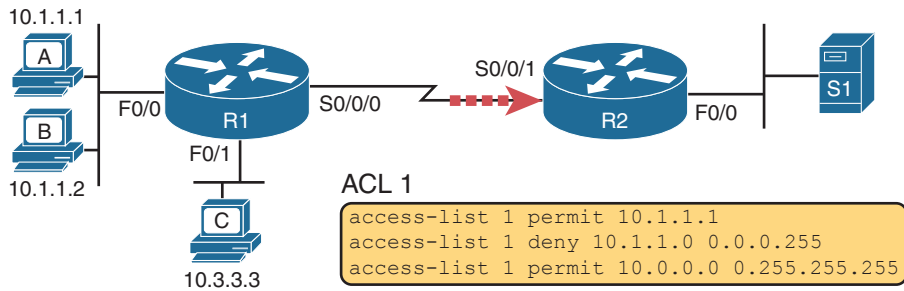 10.1.1.1
A
F0/0
B
10.1.1.2
R1
S0/0/0
F0/1
C
10.3.3.3
S0/0/1
R2
F0/0
S1
ACL 1
access-list 1 permit 10.1.1.1
access-list 1 deny 10.1.1.0 0.0.0.255
access-list 1 permit 10.0.0.0 0.255.255.255